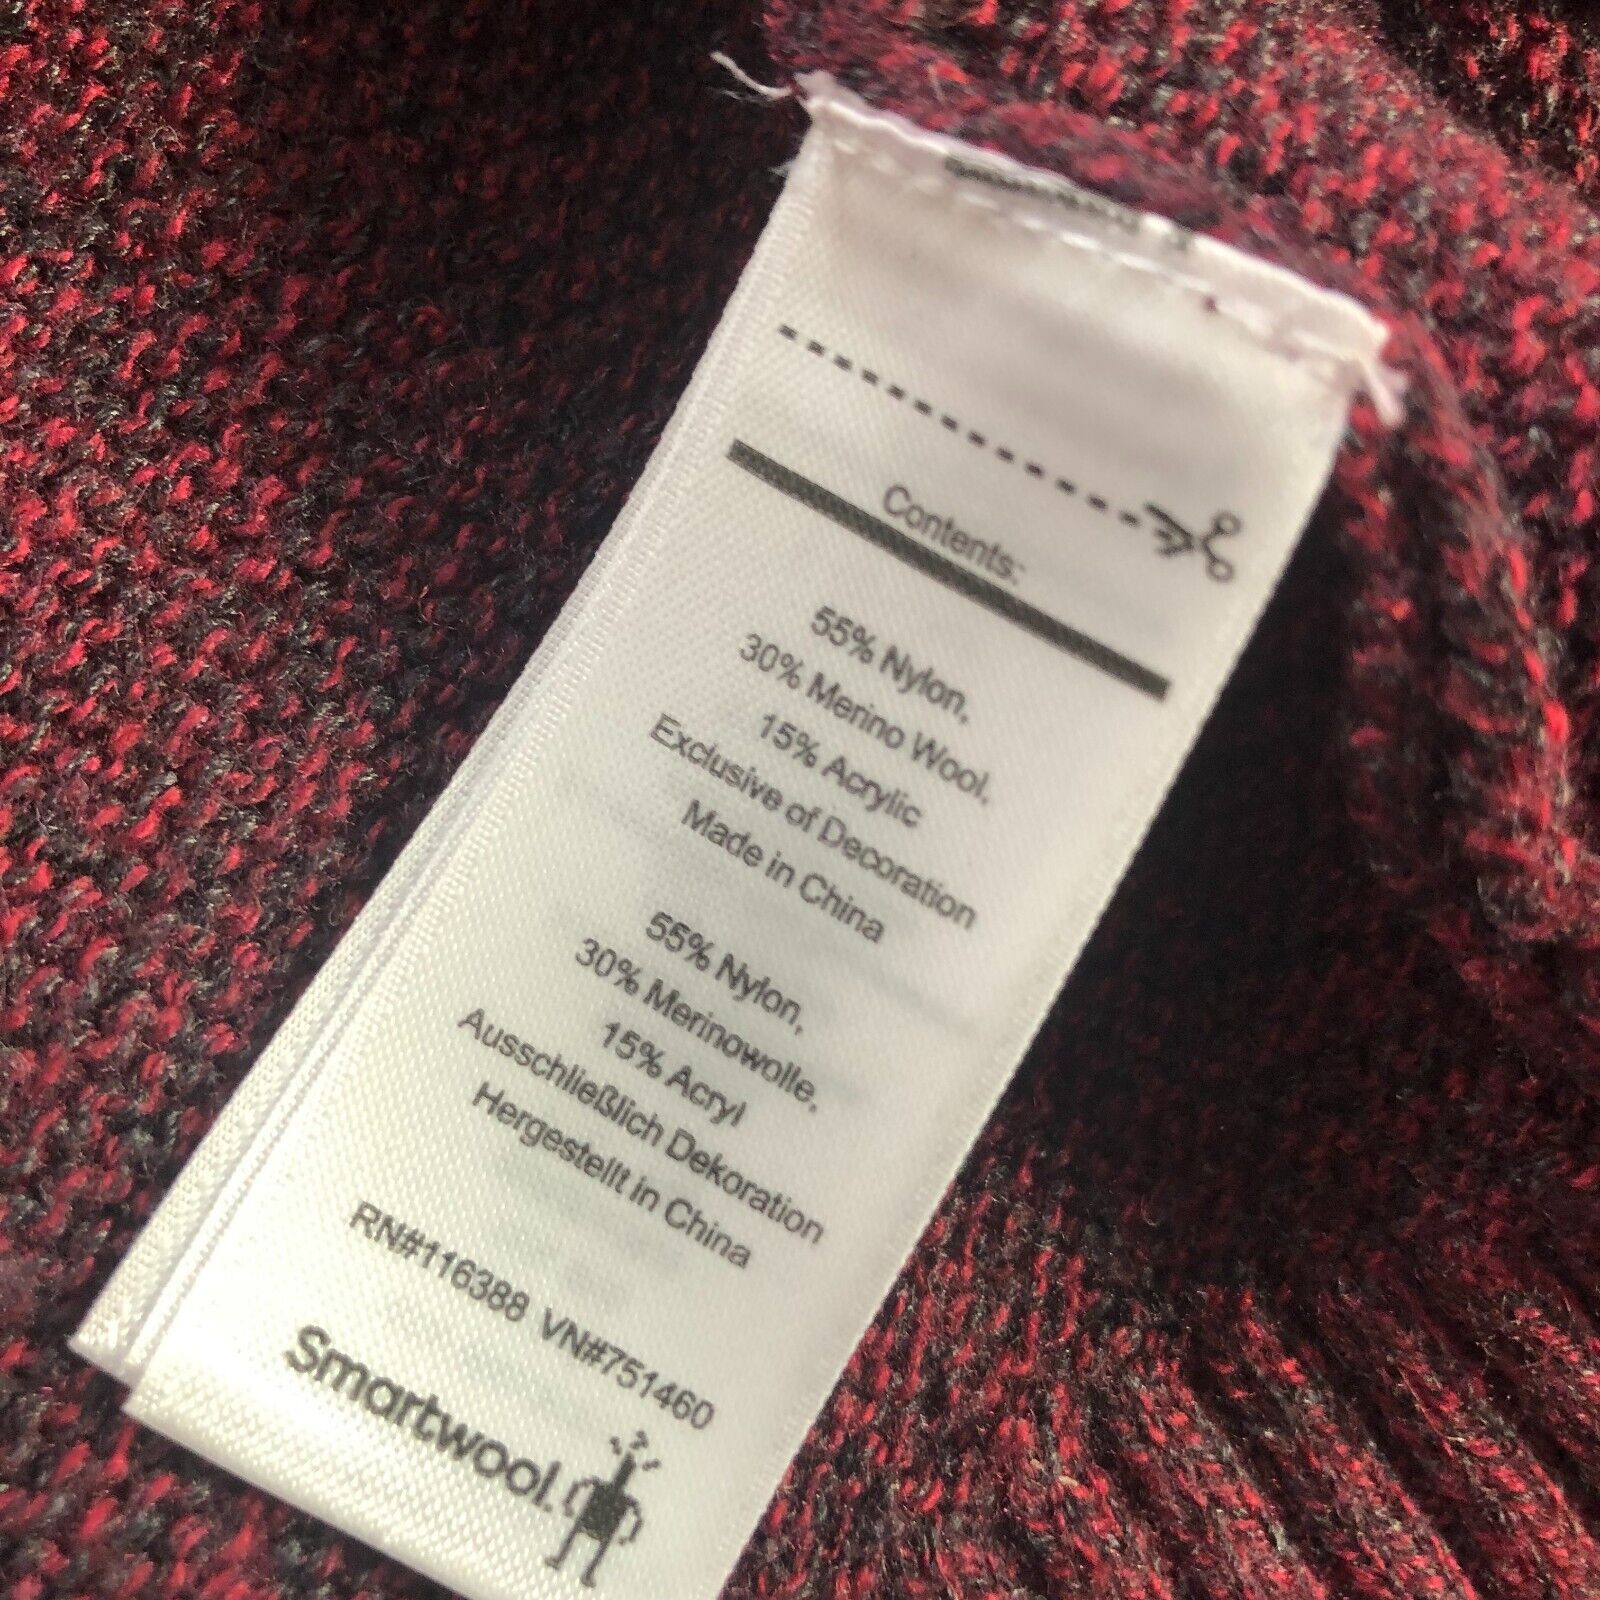 Contents:
55% Nylon,
30% Merino Wool,
15% Acrylic
Exclusive of Decoration
Made in China
55% Nylon,
30% Merinowolle,
15% Acryl
Ausschließlich Dekoration
Hergestellt in China
RN#116388 VN#751460
Smartwool.